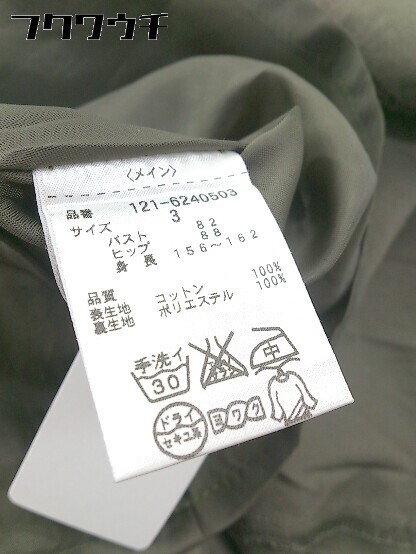 フクワウチ
〈メイン〉
品番 121-6240503
サイズ 3
バスト 82
ヒップ 88
身長 156〜162
品質
表生地 コットン 100%
裏生地 ポリエステル 100%
手洗イ 30
中
ドライ セキユ系
ヨワク